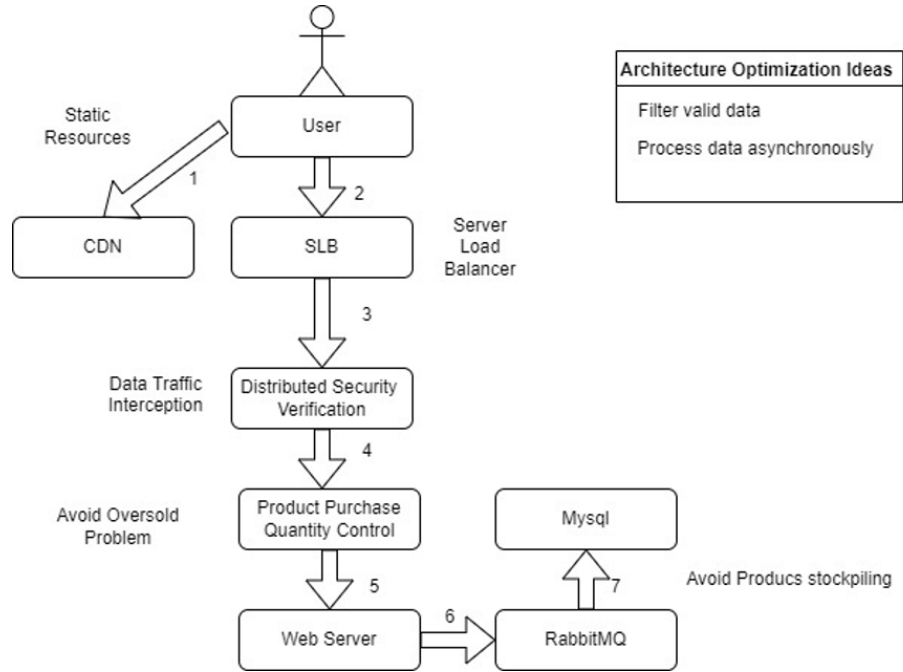 Architecture Optimization Ideas
Filter valid data
Process data asynchronously
Static
Resources
User
1
2
CDN
SLB
Server
Load
Balancer
3
Data Traffic
Interception
Distributed Security
Verification
4
Avoid Oversold
Problem
Product Purchase
Quantity Control
Mysql
5
6
7
Avoid Producs stockpiling
Web Server
RabbitMQ